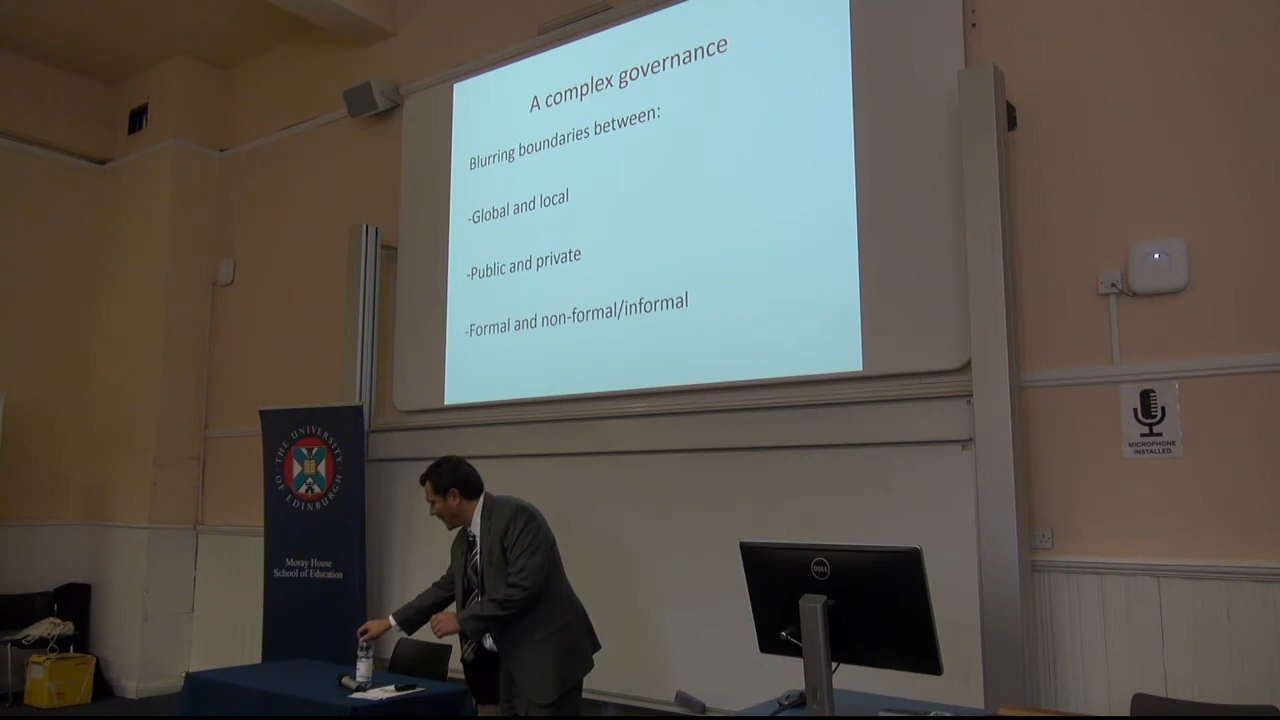 A complex governance
Blurring boundaries between:
-Global and local
-Public and private
-Formal and non-formal/informal
THE UNIVERSITY
OF EDINBURGH
Moray House
School of Education
DELL
MICROPHONE
INSTALLED